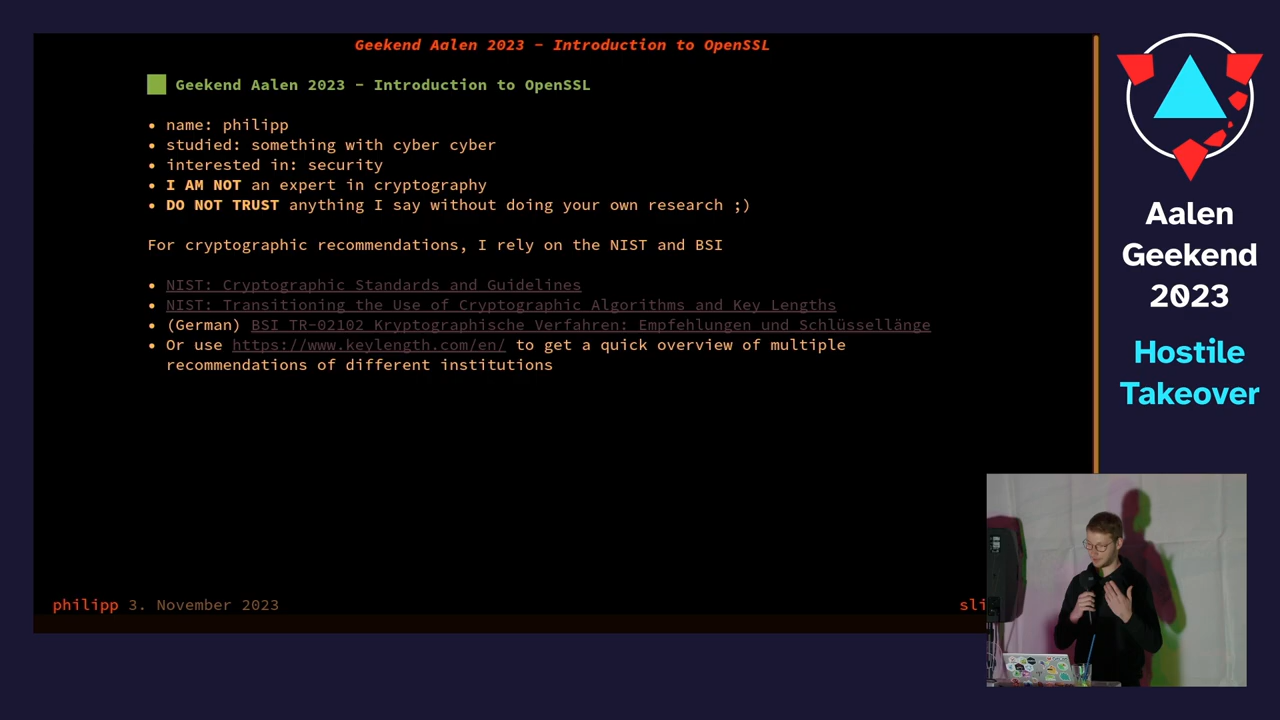 Geekend Aalen 2023 - Introduction to OpenSSL
Geekend Aalen 2023 - Introduction to OpenSSL
• name: philipp
• studied: something with cyber cyber
• interested in: security
• I AM NOT an expert in cryptography
• DO NOT TRUST anything I say without doing your own research ;)
For cryptographic recommendations, I rely on the NIST and BSI
• NIST: Cryptographic Standards and Guidelines
• NIST: Transitioning the Use of Cryptographic Algorithms and Key Lengths
• (German) BSI TR-02102 Kryptographische Verfahren: Empfehlungen und Schlüssellänge
• Or use https://www.keylength.com/en/ to get a quick overview of multiple
recommendations of different institutions
philipp 3. November 2023
sli
Aalen
Geekend
2023
Hostile
Takeover